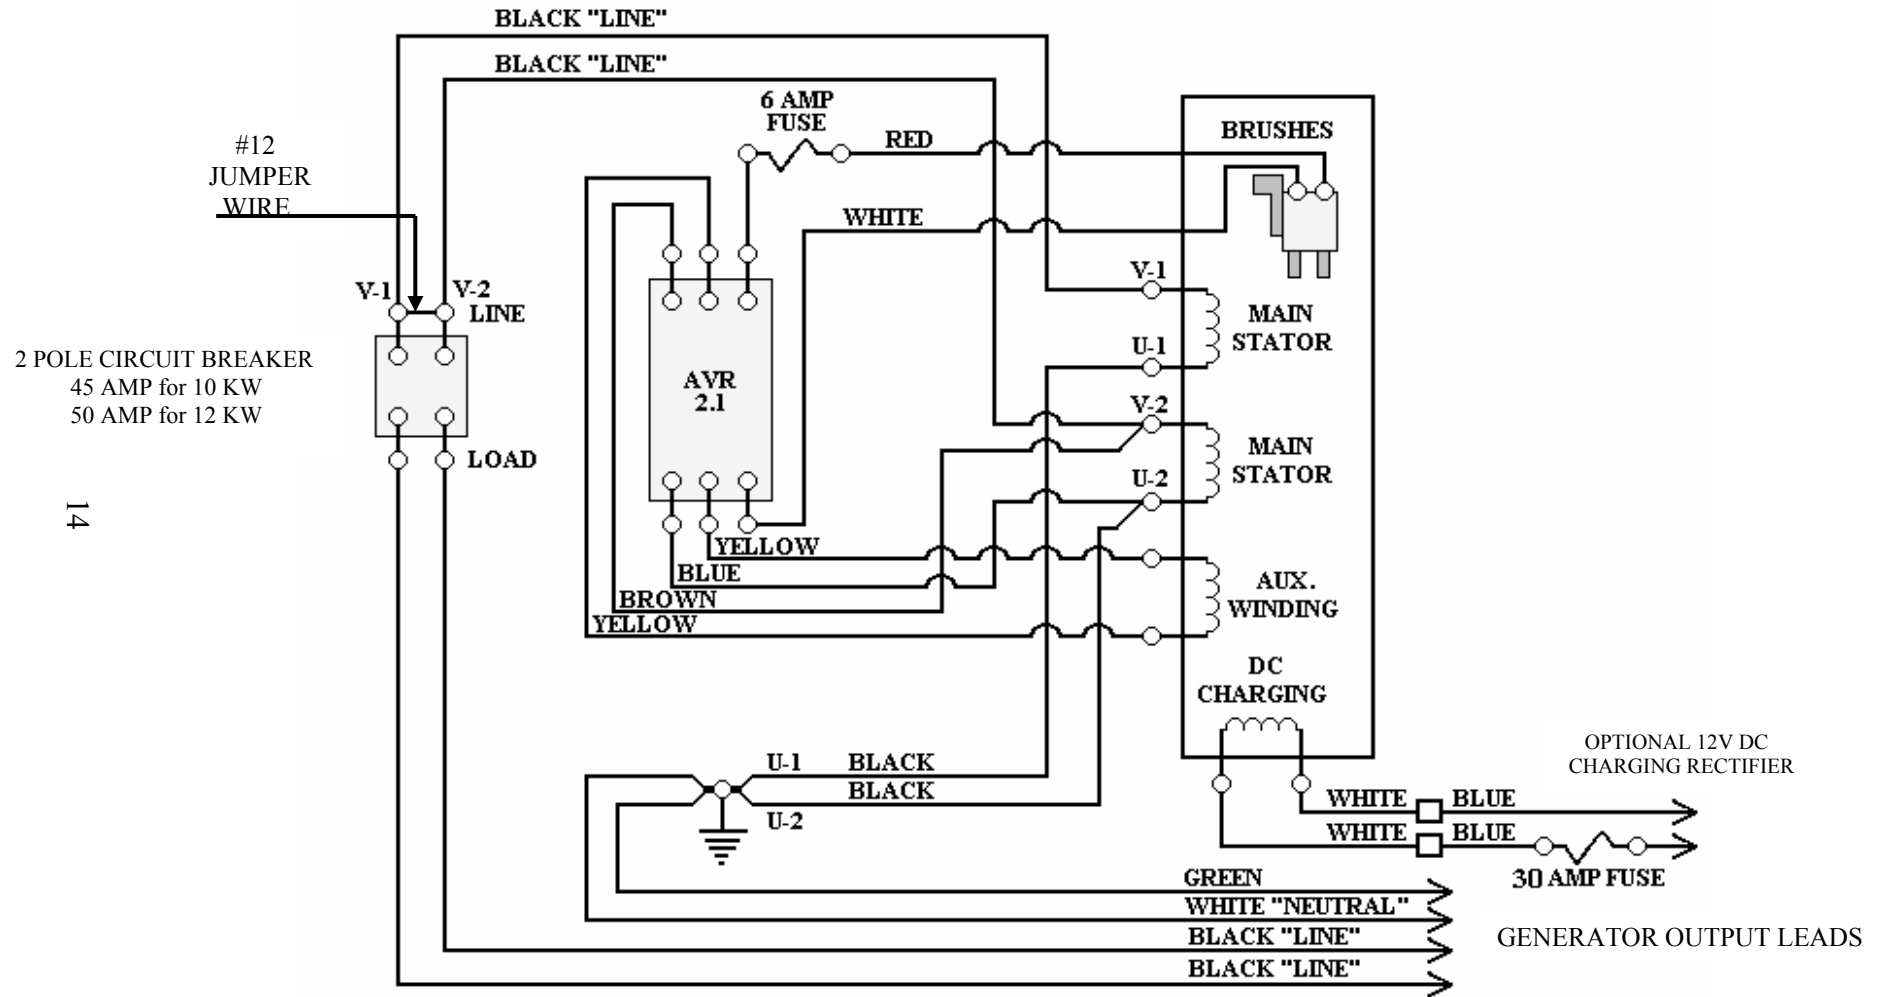 BLACK "LINE"
BLACK "LINE"
6 AMP
FUSE
RED
BRUSHES
#12
JUMPER
WIRE
WHITE
V-1
V-2
LINE
2 POLE CIRCUIT BREAKER
45 AMP for 10 KW
50 AMP for 12 KW
LOAD
14
AVR
2.1
V-1
MAIN
STATOR
U-1
V-2
MAIN
STATOR
U-2
YELLOW
BLUE
BROWN
YELLOW
AUX.
WINDING
DC
CHARGING
U-1
BLACK
BLACK
U-2
OPTIONAL 12V DC
CHARGING RECTIFIER
WHITE
BLUE
WHITE
BLUE
30 AMP FUSE
GREEN
WHITE "NEUTRAL"
BLACK "LINE"
BLACK "LINE"
GENERATOR OUTPUT LEADS